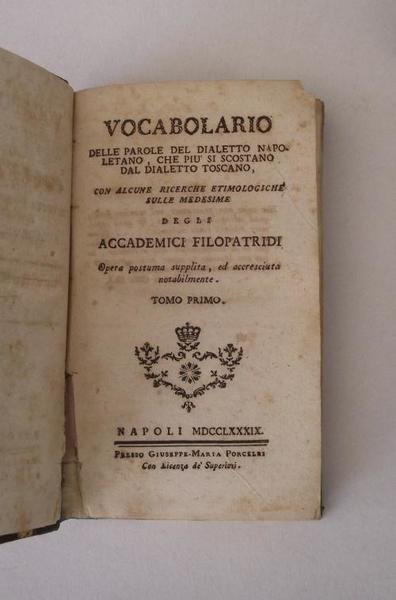 VOCABOLARIO
DELLE PAROLE DEL DIALETTO NAPO-
LETANO, CHE PIU' SI SCOSTANO
DAL DIALETTO TOSCANO,
CON ALCUNE RICERCHE ETIMOLOGICHE
SULLE MEDESIME
DEGLI
ACCADEMICI FILOPATRIDI
Opera postuma supplita, ed accresciuta
notabilmente.
TOMO PRIMO.
NAPOLI MDCCLXXXIX.
PRESSO GIUSEPPE-MARIA PORCELLI
Con Licenza de' Superiori.